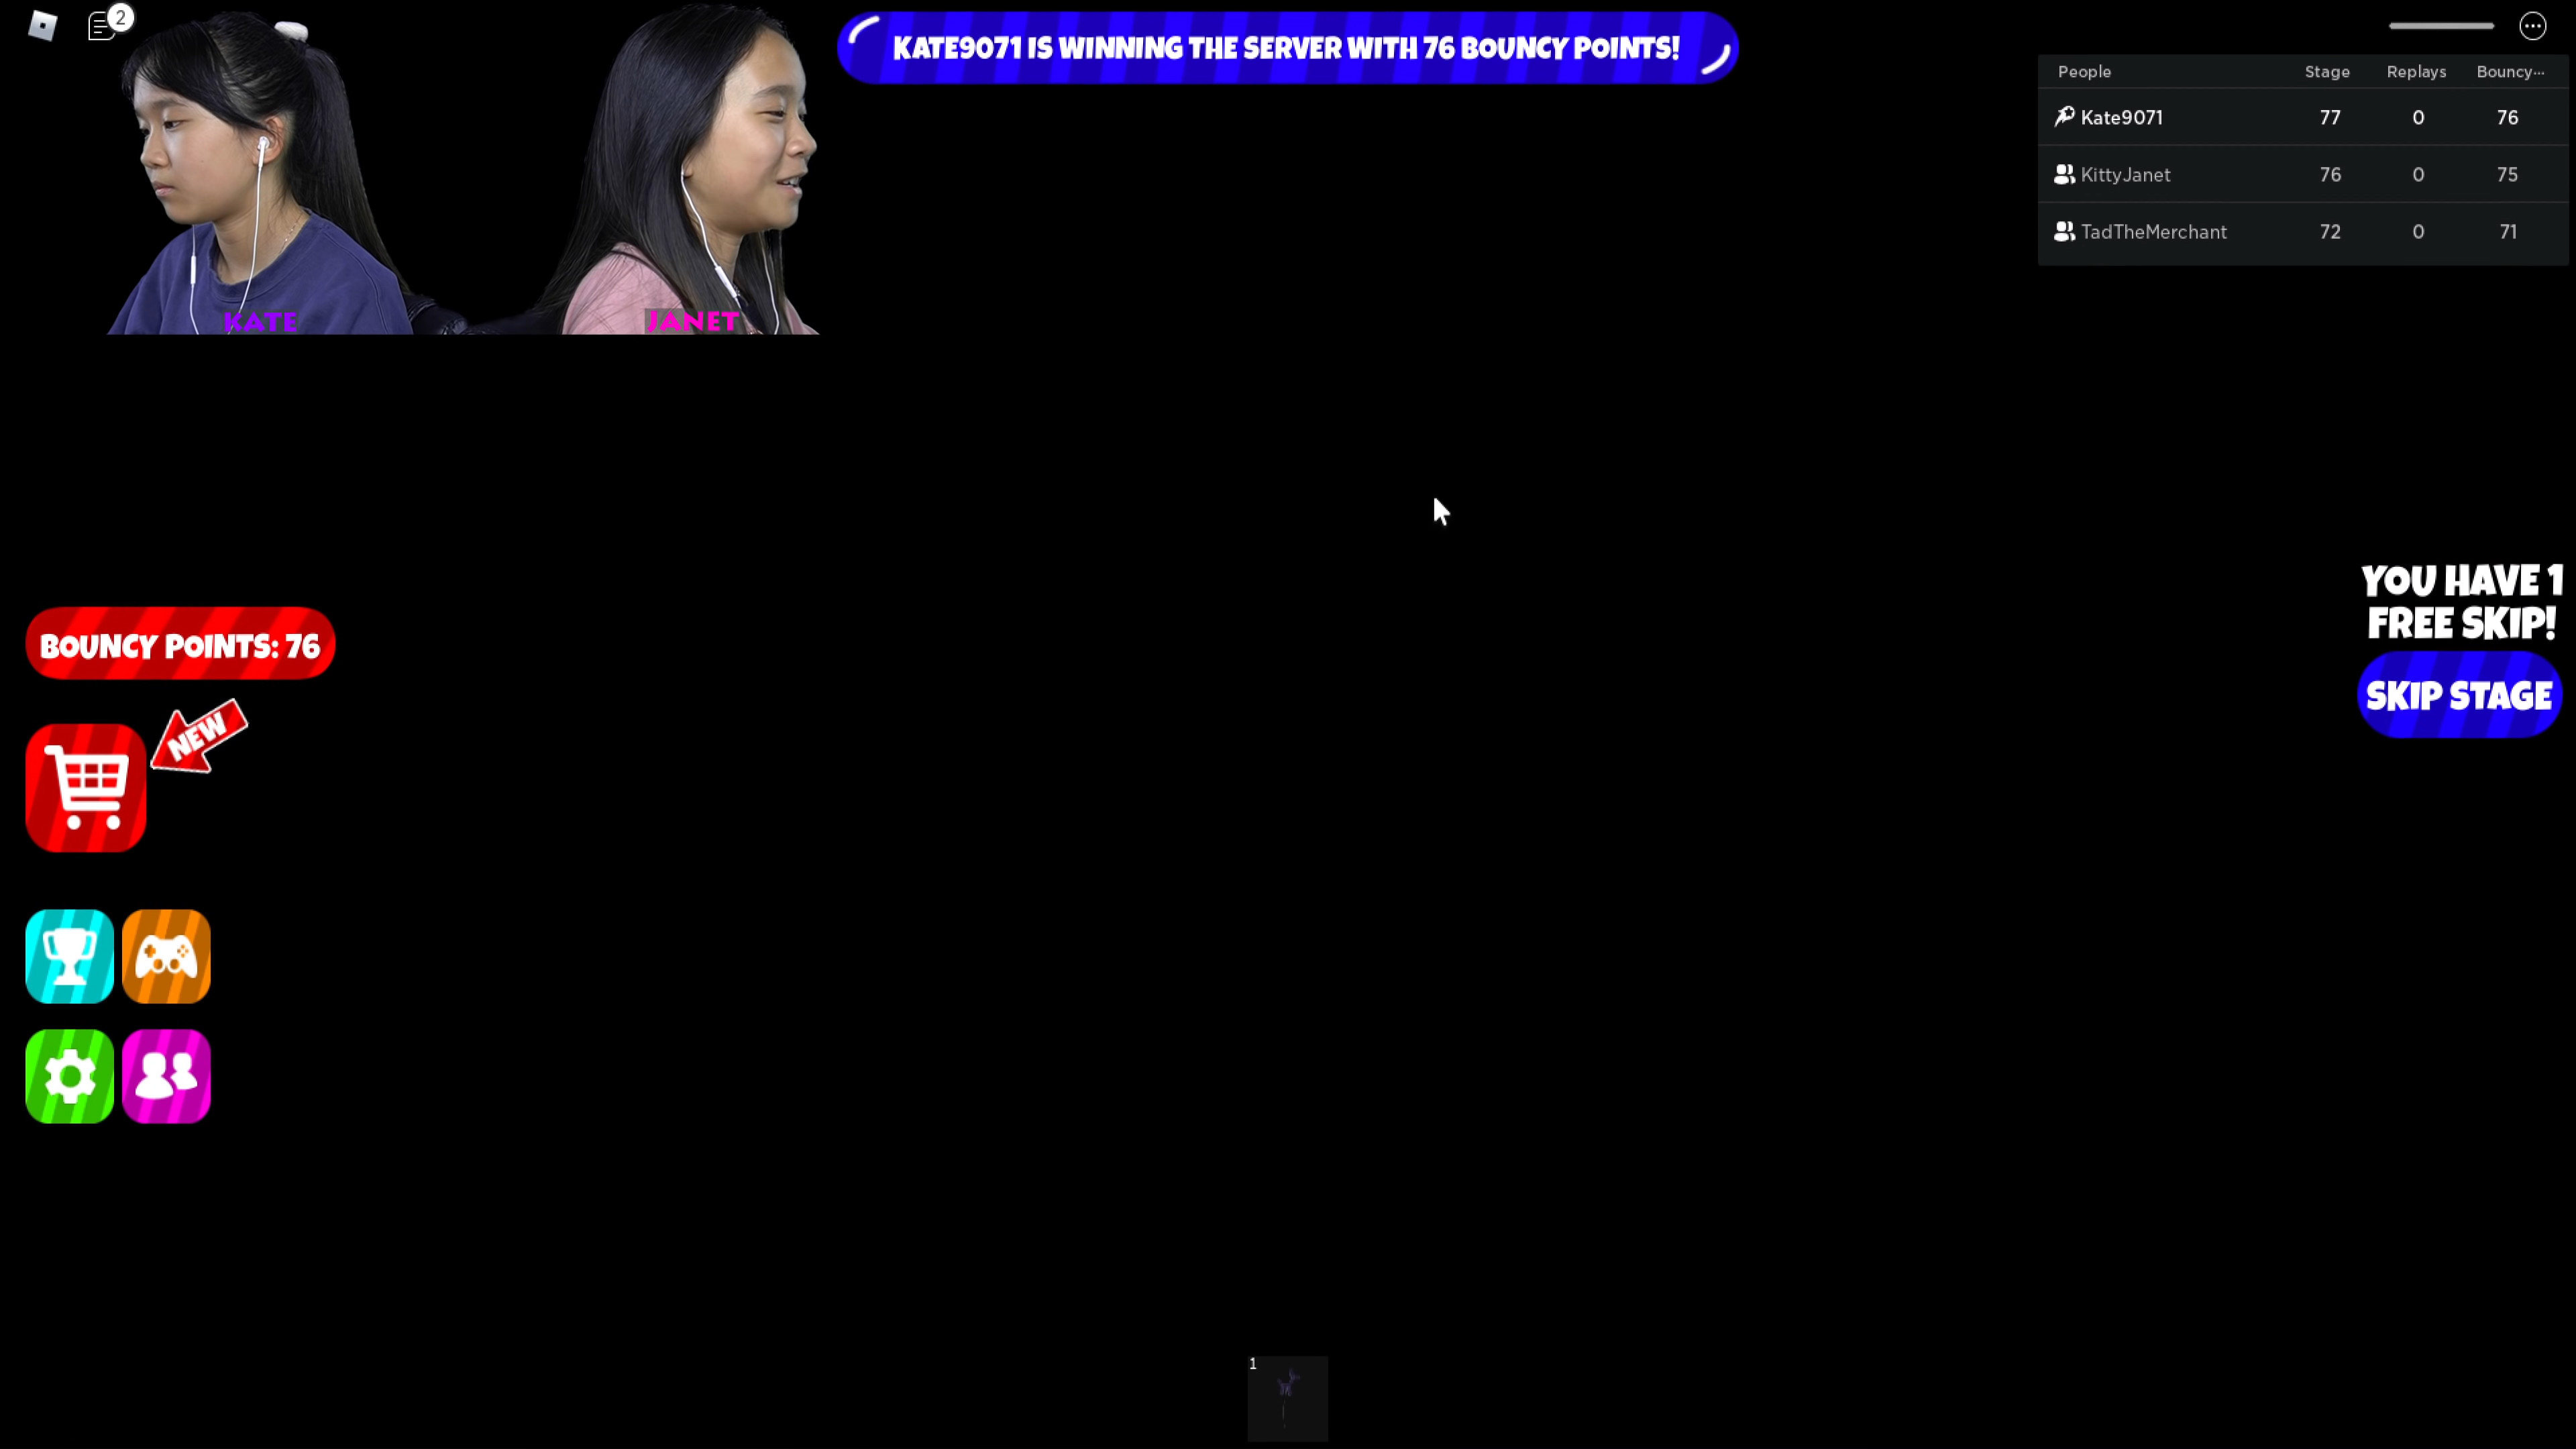 2
KATE9071 IS WINNING THE SERVER WITH 76 BOUNCY POINTS!
People Stage Replays Bouncy...
Kate9071 77 0 76
KittyJanet 76 0 75
TadTheMerchant 72 0 71
KATE
JANET
YOU HAVE 1
FREE SKIP!
SKIP STAGE
BOUNCY POINTS: 76
NEW
1